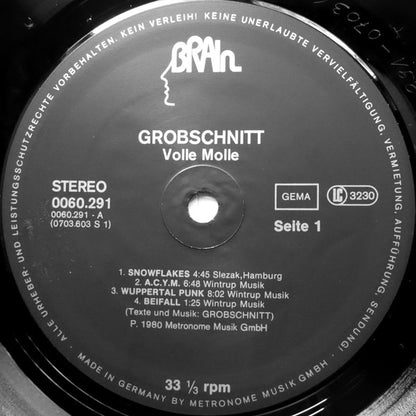 ALLE URHEBER UND LEISTUNGSSCHUTZRECHTE VORBEHALTEN. KEIN VERLEIH! KEINE UNERLAUBTE VERVIELFÄLTIGUNG, VERMIETUNG, AUFFÜHRUNG, SENDUNG!
BRAIn
GROBSCHNITT
Volle Molle
STEREO
0060.291
0060.291 - A
(0703.603 S 1)
GEMA
LC 3230
Seite 1
1. SNOWFLAKES 4:45 Slezak,Hamburg
2. A.C.Y.M. 6:48 Wintrup Musik
3. WUPPERTAL PUNK 8:02 Wintrup Musik
4. BEIFALL 1:25 Wintrup Musik
(Texte und Musik: GROBSCHNITT)
P. 1980 Metronome Musik GmbH
33 ⅓ rpm
MADE IN GERMANY BY METRONOME MUSIK GMBH